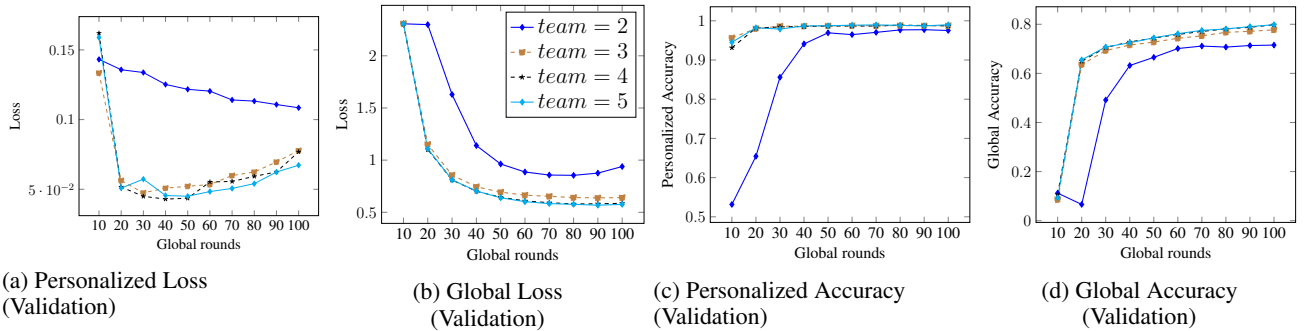 0.15
0.1
5 · 10⁻²
Loss
10 20 30 40 50 60 70 80 90 100
Global rounds
(a) Personalized Loss
(Validation)
2
1.5
1
0.5
Loss
team = 2
team = 3
team = 4
team = 5
10 20 30 40 50 60 70 80 90 100
Global rounds
(b) Global Loss
(Validation)
1
0.9
0.8
0.7
0.6
0.5
Personalized Accuracy
10 20 30 40 50 60 70 80 90 100
Global rounds
(c) Personalized Accuracy
(Validation)
0.8
0.6
0.4
0.2
0
Global Accuracy
10 20 30 40 50 60 70 80 90 100
Global rounds
(d) Global Accuracy
(Validation)